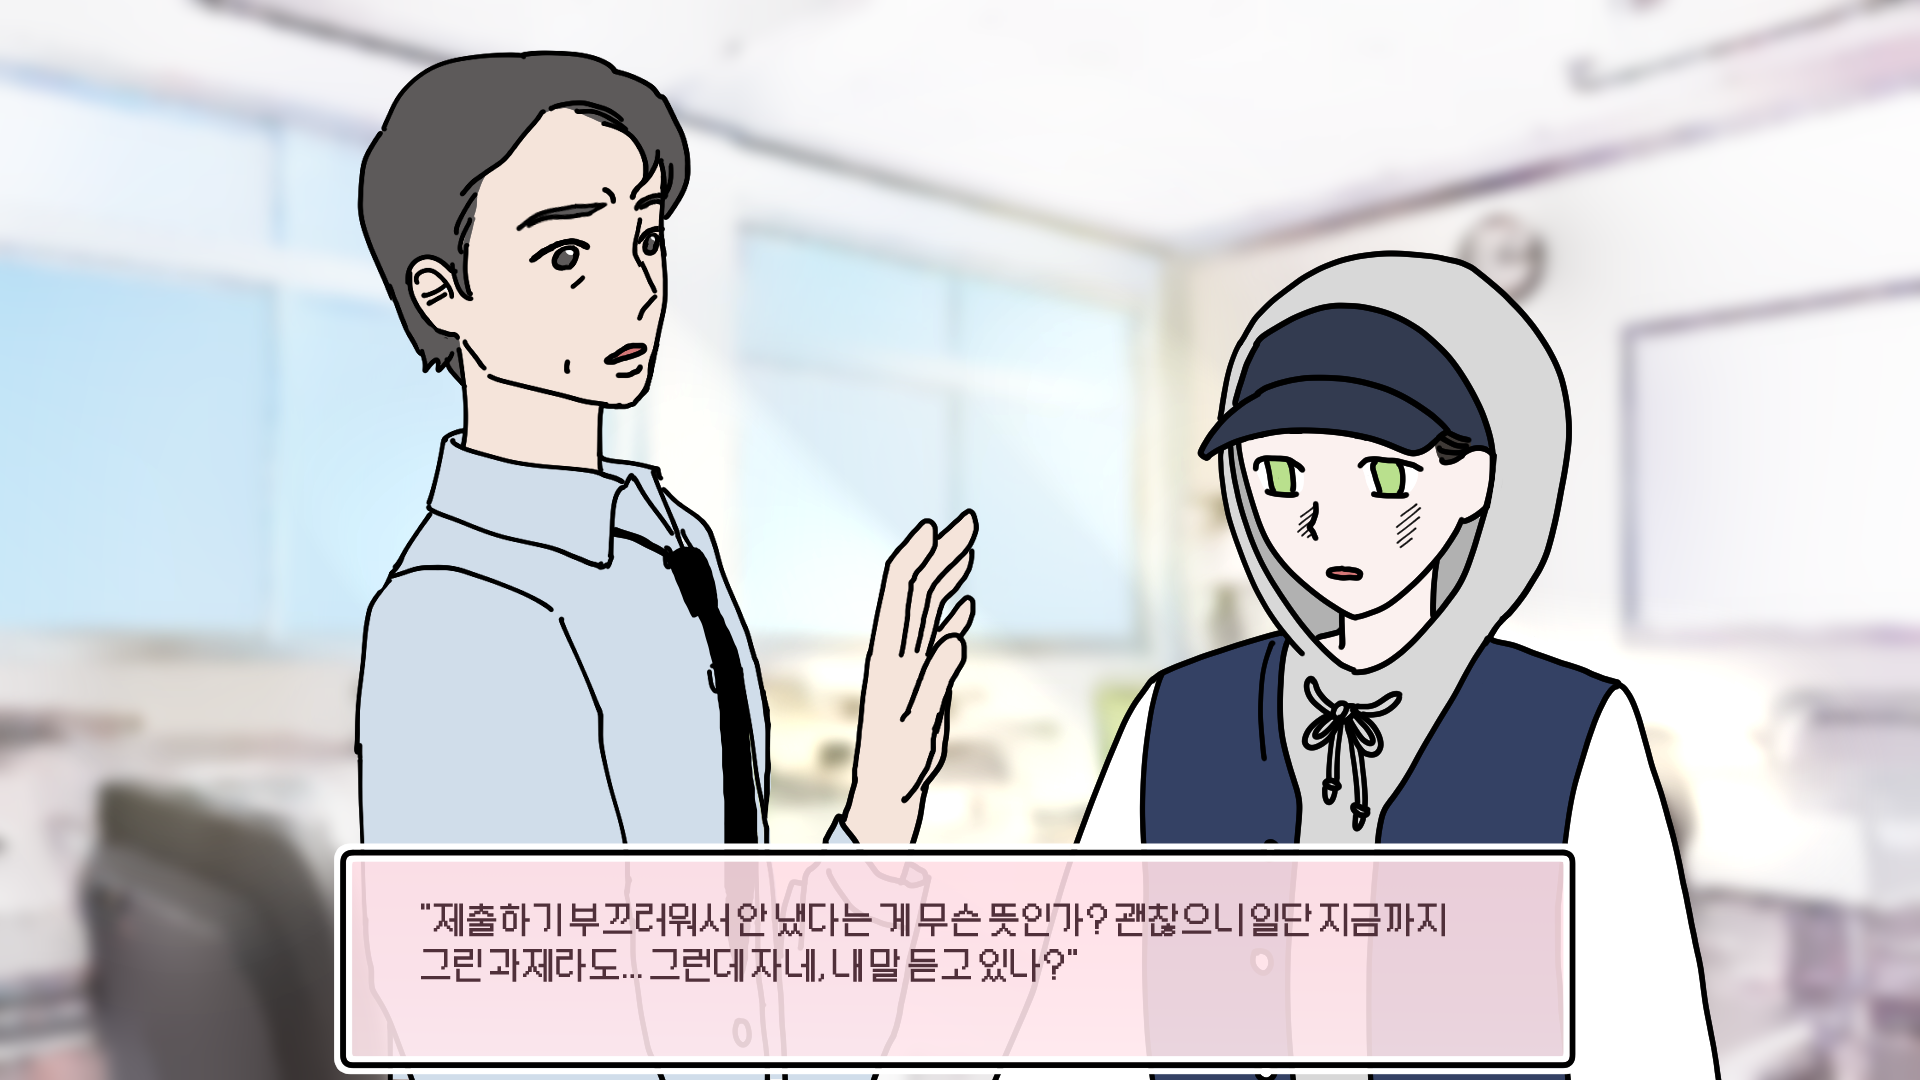 "제출하기 부끄러워서 안 냈다는 게 무슨 뜻인가? 괜찮으니 일단 지금까지
그린 과제라도... 그런데 자네, 내 말 듣고 있나?"